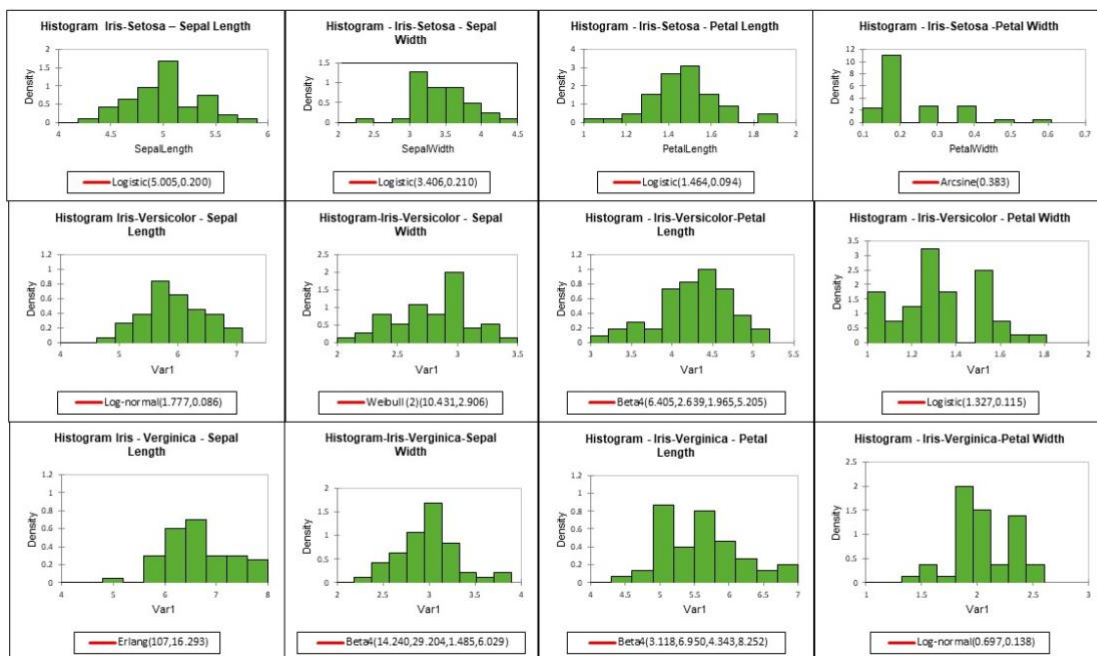 Histogram Iris-Setosa – Sepal Length
Density
2
1.5
1
0.5
0
4
4.5
5
5.5
6
SepalLength
Logistic(5.005,0.200)
Histogram - Iris-Setosa - Sepal
Width
Density
1.5
1
0.5
0
2
2.5
3
3.5
4
4.5
SepalWidth
Logistic(3.406,0.210)
Histogram - Iris-Setosa - Petal Length
Density
4
3
2
1
0
1
1.2
1.4
1.6
1.8
2
PetalLength
Logistic(1.464,0.094)
Histogram - Iris-Setosa -Petal Width
Density
12
10
8
6
4
2
0
0.1
0.2
0.3
0.4
0.5
0.6
0.7
PetalWidth
Arcsine(0.383)
Histogram Iris-Versicolor - Sepal
Length
Density
1.2
1
0.8
0.6
0.4
0.2
0
4
5
6
7
Var1
Log-normal(1.777,0.086)
Histogram-Iris-Versicolor - Sepal
Width
Density
2.5
2
1.5
1
0.5
0
2
2.5
3
3.5
Var1
Weibull (2)(10.431,2.906)
Histogram - Iris-Versicolor-Petal
Length
Density
1.2
1
0.8
0.6
0.4
0.2
0
3
3.5
4
4.5
5
5.5
Var1
Beta4(6.405,2.639,1.965,5.205)
Histogram - Iris-Versicolor - Petal Width
Density
3.5
3
2.5
2
1.5
1
0.5
0
1
1.2
1.4
1.6
1.8
2
Var1
Logistic(1.327,0.115)
Histogram Iris - Verginica - Sepal
Length
Density
1.2
1
0.8
0.6
0.4
0.2
0
4
5
6
7
8
Var1
Erlang(107,16.293)
Histogram-Iris-Verginica-Sepal
Width
Density
2
1.5
1
0.5
0
2
2.5
3
3.5
4
Var1
Beta4(14.240,29.204,1.485,6.029)
Histogram - Iris-Verginica - Petal
Length
Density
1.2
1
0.8
0.6
0.4
0.2
0
4
4.5
5
5.5
6
6.5
7
Var1
Beta4(3.118,6.950,4.343,8.252)
Histogram - Iris-Verginica-Petal Width
Density
2.5
2
1.5
1
0.5
0
1
2
3
Var1
Log-normal(0.697,0.138)